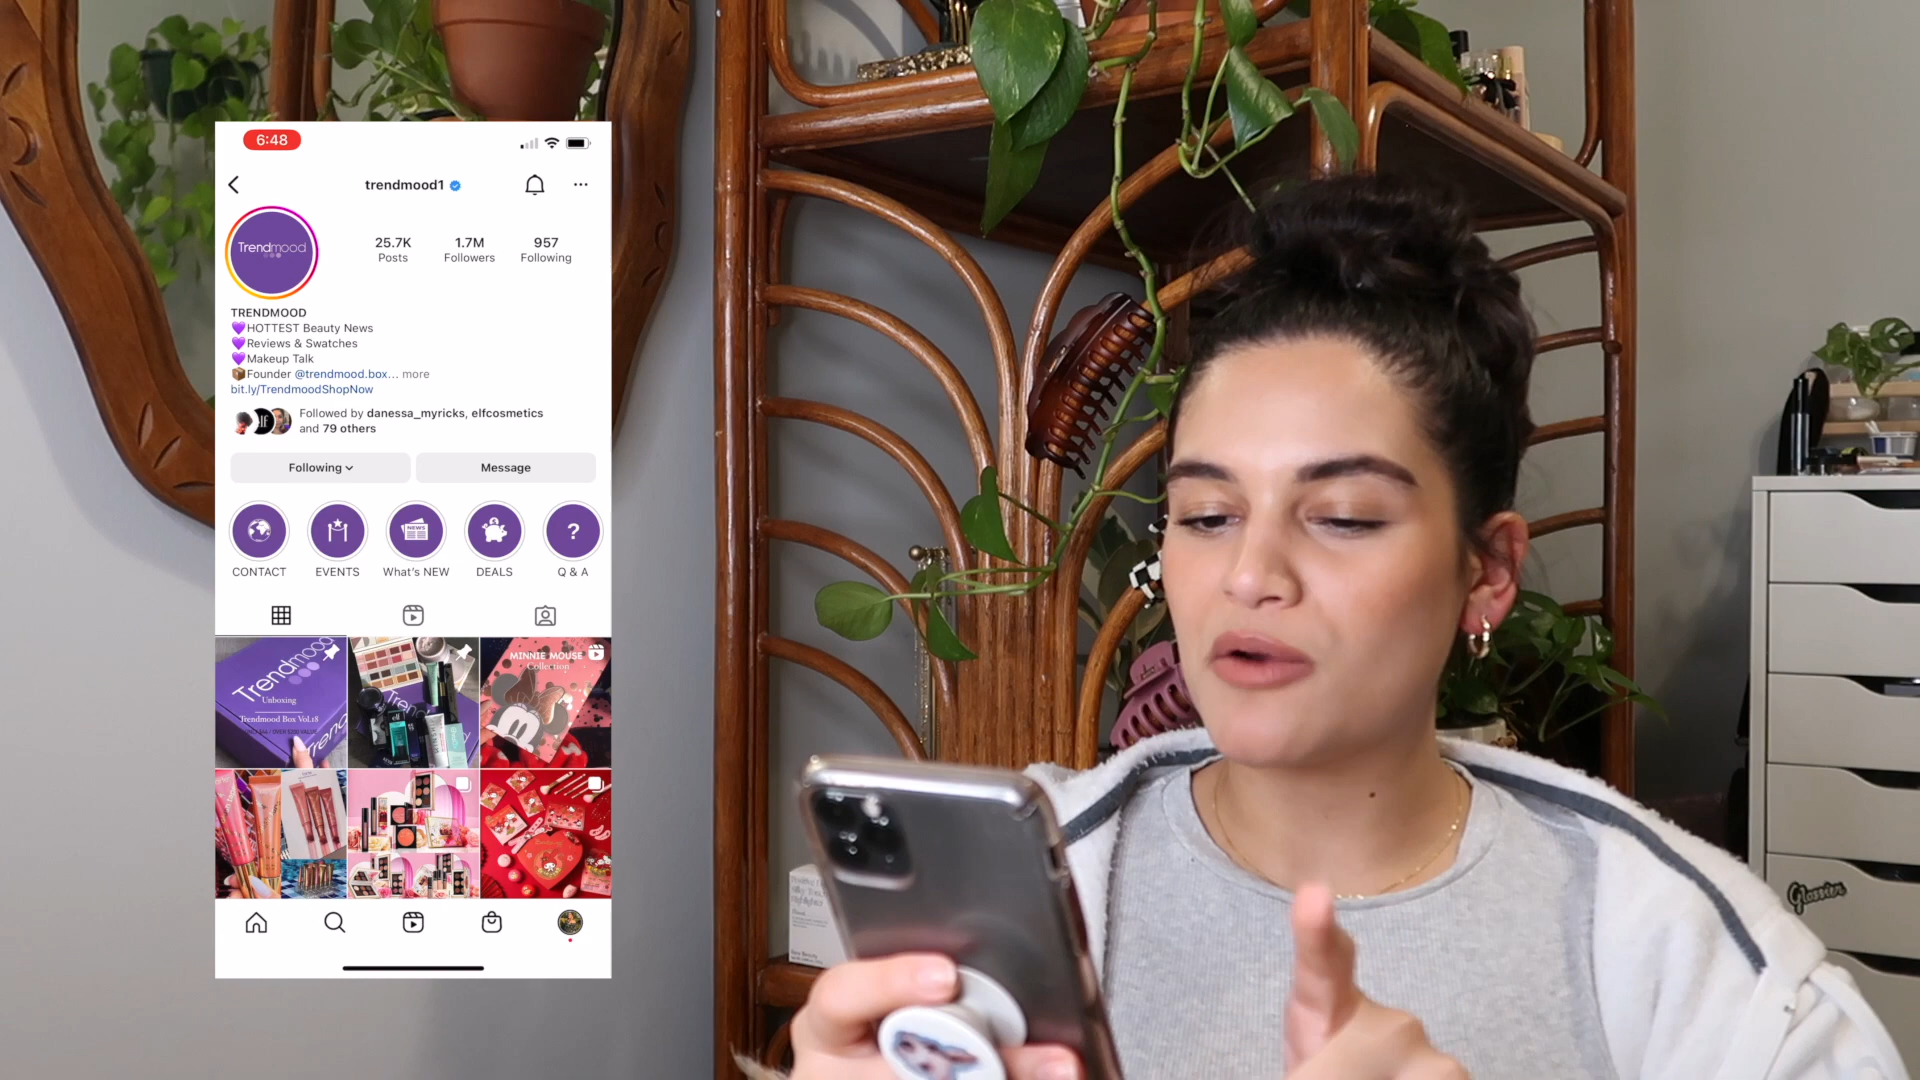 6:48
trendmood1
Trendmood
25.7K
Posts
1.7M
Followers
957
Following
TRENDMOOD
💜HOTTEST Beauty News
💜Reviews & Swatches
💜Makeup Talk
📦Founder @trendmood.box... more
bit.ly/TrendmoodShopNow
Followed by danessa_myricks, elfcosmetics
and 79 others
Following
Message
NEWS
?
CONTACT
EVENTS
What's NEW
DEALS
Q & A
Trendmood
Unboxing
Trendmood Box Vol.18
MINNIE MOUSE
Collection
Glossier